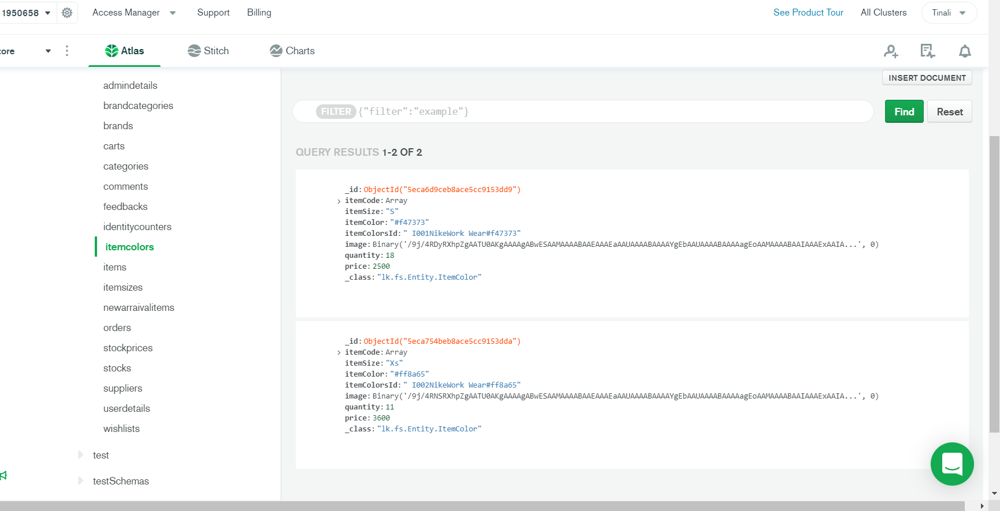 1950658
Access Manager
Support
Billing
See Product Tour
All Clusters
Tinali
Atlas
Stitch
Charts
admindetails
brandcategories
brands
carts
categories
comments
feedbacks
identitycounters
itemcolors
items
itemsizes
newarraivalitems
orders
stockprices
stocks
suppliers
userdetails
wishlists
test
testSchemas
INSERT DOCUMENT
FILTER {"filter":"example"}
Find
Reset
QUERY RESULTS 1-2 OF 2
_id: ObjectId("5eca6d9ceb8ace5cc9153dd9")
itemCode: Array
itemSize: "S"
itemColor: "#f47373"
itemColorsId: " I001NikeWork Wear#f47373"
image: Binary('/9j/4RDyRXhpZgAATU0AKgAAAAgABwESAAMAAAABAAEAAAEaAAUAAAABAAAAYgEbAAUAAAABAAAAagEoAAMAAAABAAIAAAExAAIA...', 0)
quantity: 18
price: 2500
_class: "lk.fs.Entity.ItemColor"
_id: ObjectId("5eca754beb8ace5cc9153dda")
itemCode: Array
itemSize: "Xs"
itemColor: "#ff8a65"
itemColorsId: " I002NikeWork Wear#ff8a65"
image: Binary('/9j/4RNSRXhpZgAATU0AKgAAAAgABwESAAMAAAABAAEAAAEaAAUAAAABAAAAYgEbAAUAAAABAAAAagEoAAMAAAABAAIAAAExAAIA...', 0)
quantity: 11
price: 3600
_class: "lk.fs.Entity.ItemColor"